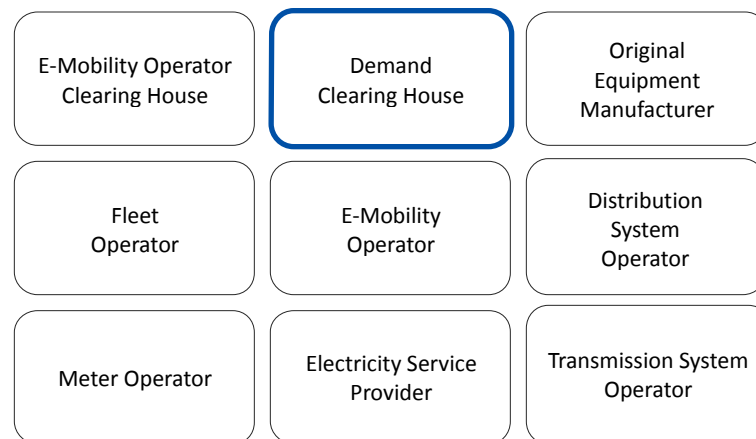 E-Mobility Operator
Clearing House
Demand
Clearing House
Original
Equipment
Manufacturer
Fleet
Operator
E-Mobility
Operator
Distribution
System
Operator
Meter Operator
Electricity Service
Provider
Transmission System
Operator